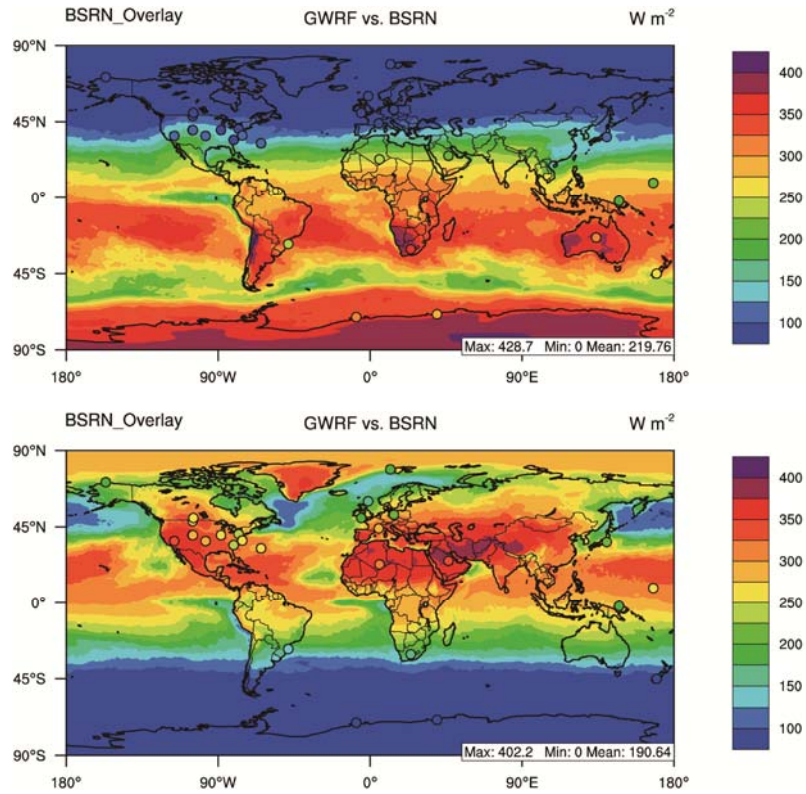 BSRN_Overlay GWRF vs. BSRN W m-2
90°N
45°N
0°
45°S
90°S
180° 90°W 0° 90°E 180°
Max: 428.7 Min: 0 Mean: 219.76
400
350
300
250
200
150
100
BSRN_Overlay GWRF vs. BSRN W m-2
90°N
45°N
0°
45°S
90°S
180° 90°W 0° 90°E 180°
Max: 402.2 Min: 0 Mean: 190.64
400
350
300
250
200
150
100